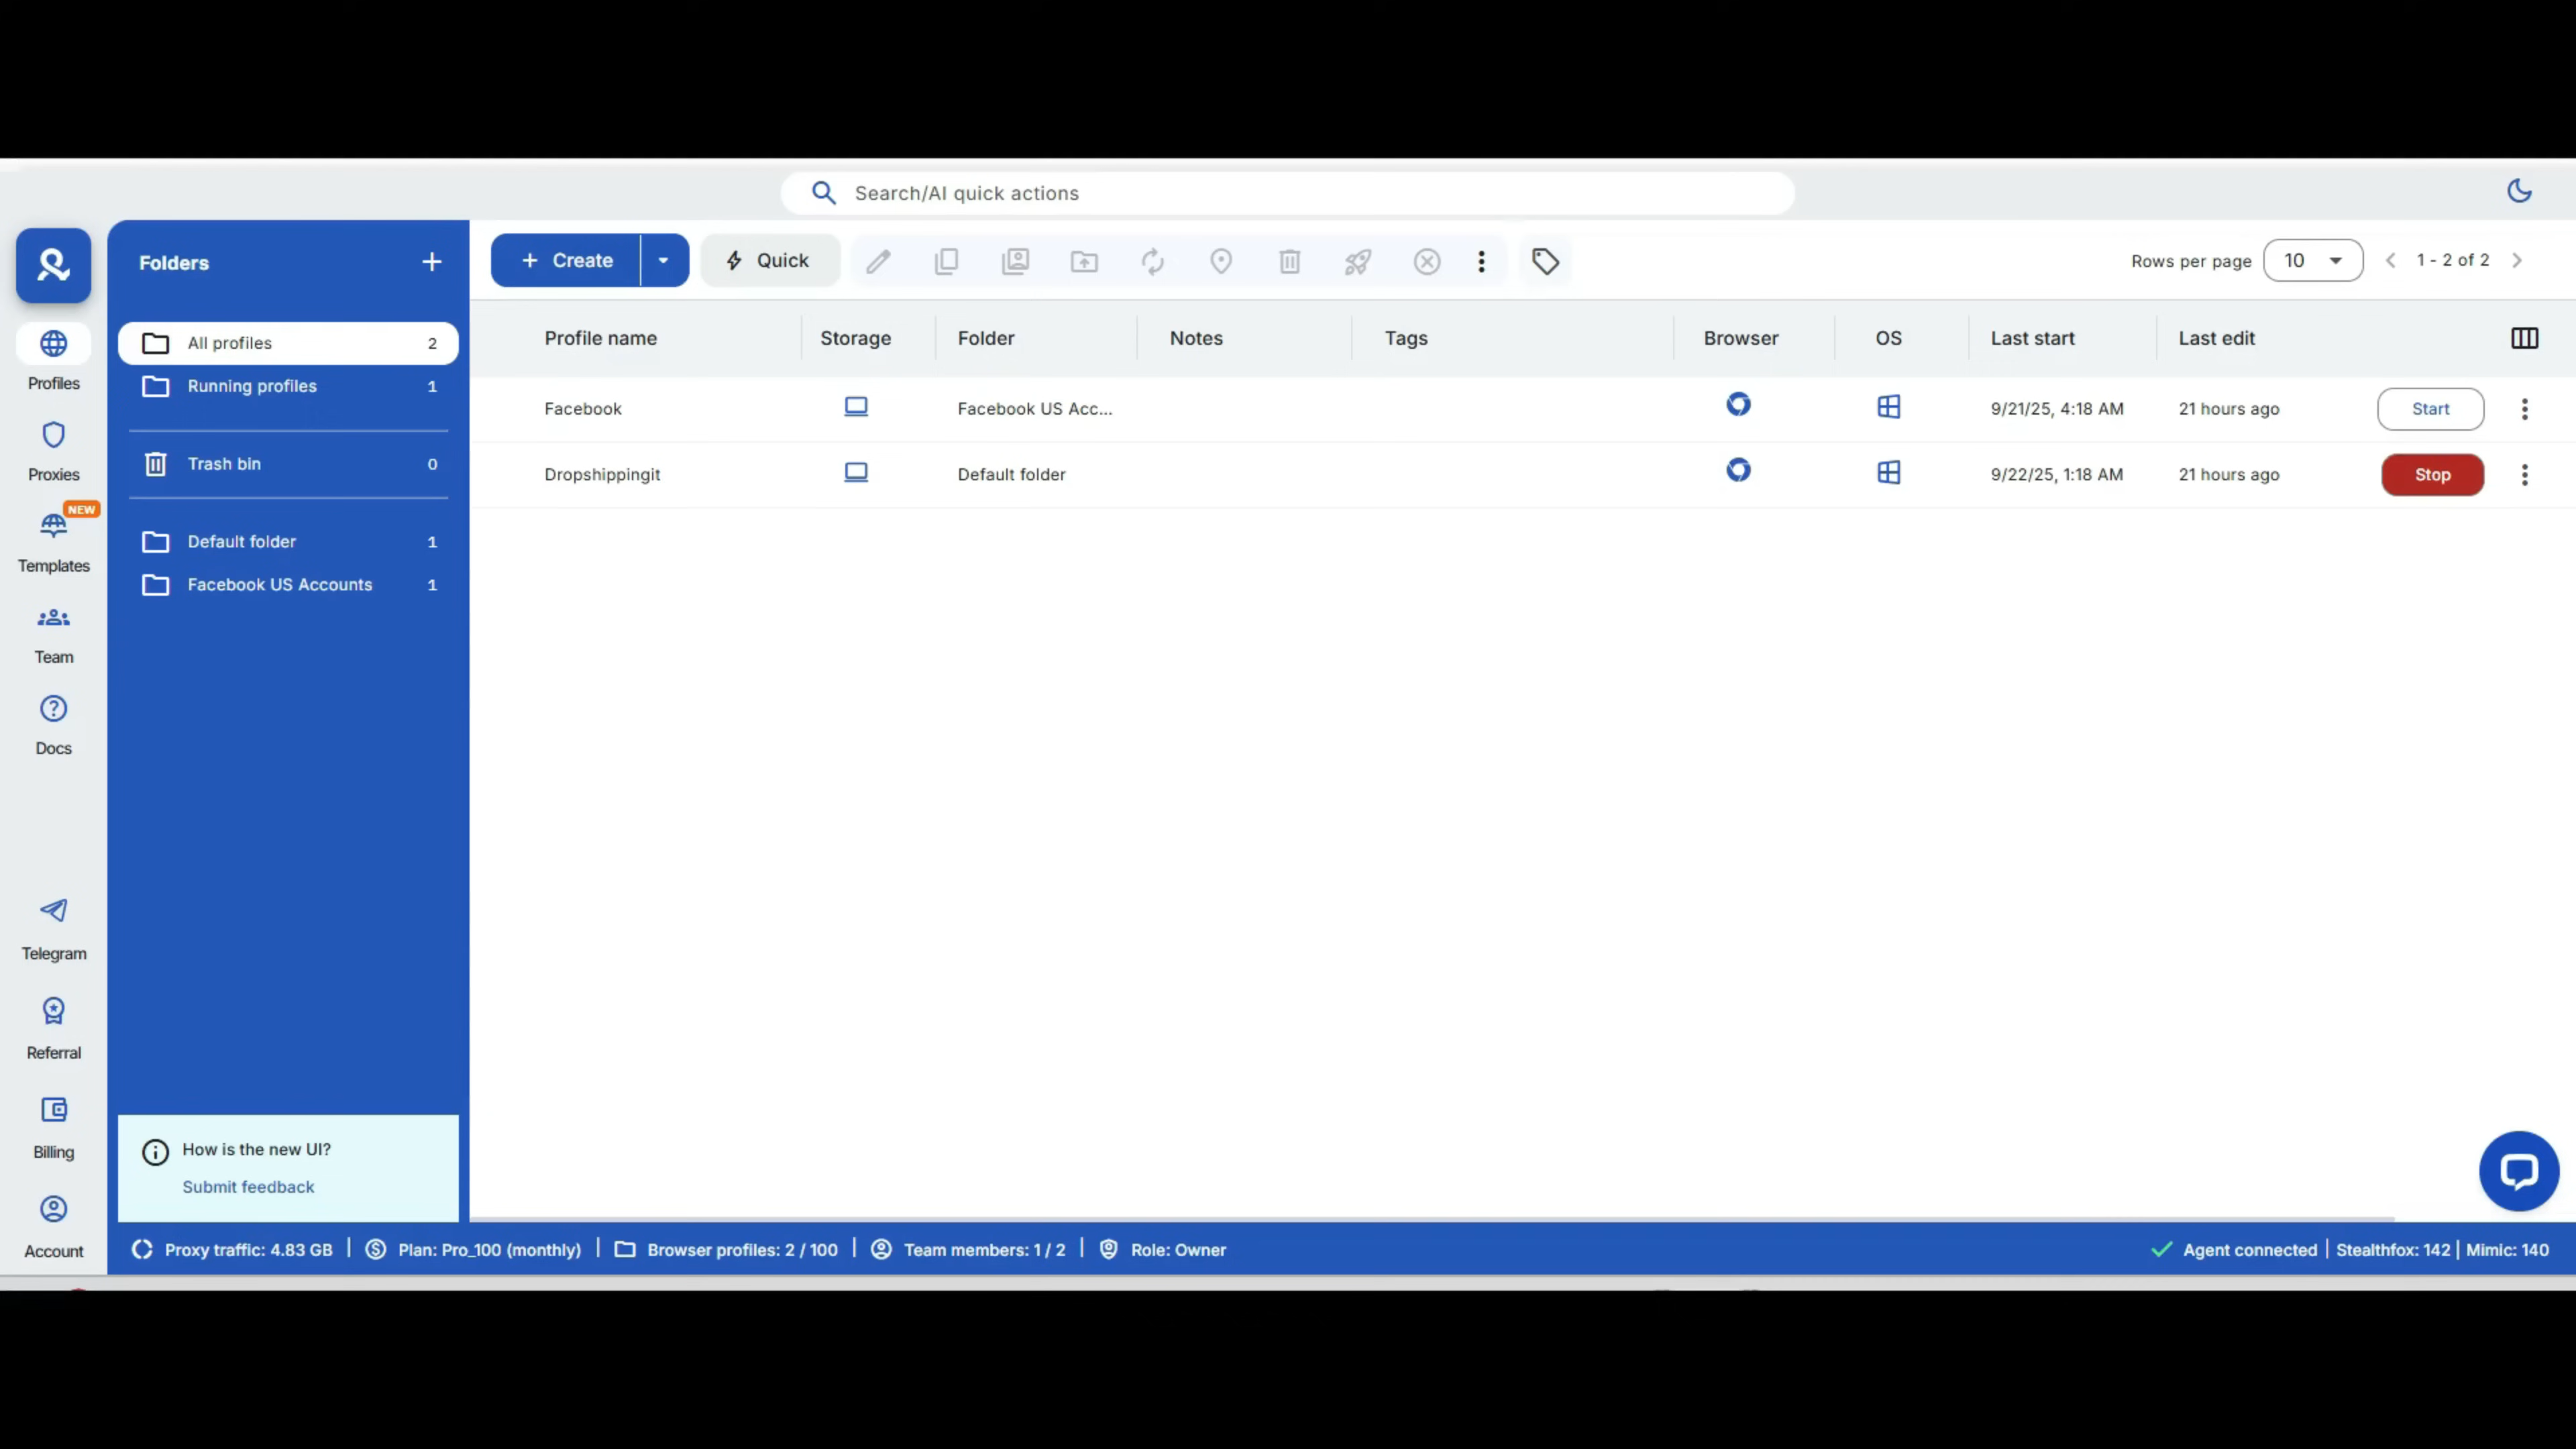 Search/AI quick actions
Folders
+ Create
Quick
Rows per page
10
1 - 2 of 2
All profiles 2
Running profiles 1
Trash bin 0
Default folder 1
Facebook US Accounts 1
Profiles
Proxies
NEW
Templates
Team
Docs
Telegram
Referral
Billing
Account
Profile name Storage Folder Notes Tags Browser OS Last start Last edit
Facebook Facebook US Acc... 9/21/25, 4:18 AM 21 hours ago Start
Dropshippingit Default folder 9/22/25, 1:18 AM 21 hours ago Stop
How is the new UI?
Submit feedback
Proxy traffic: 4.83 GB | Plan: Pro_100 (monthly) | Browser profiles: 2 / 100 | Team members: 1 / 2 | Role: Owner
Agent connected | Stealthfox: 142 | Mimic: 140